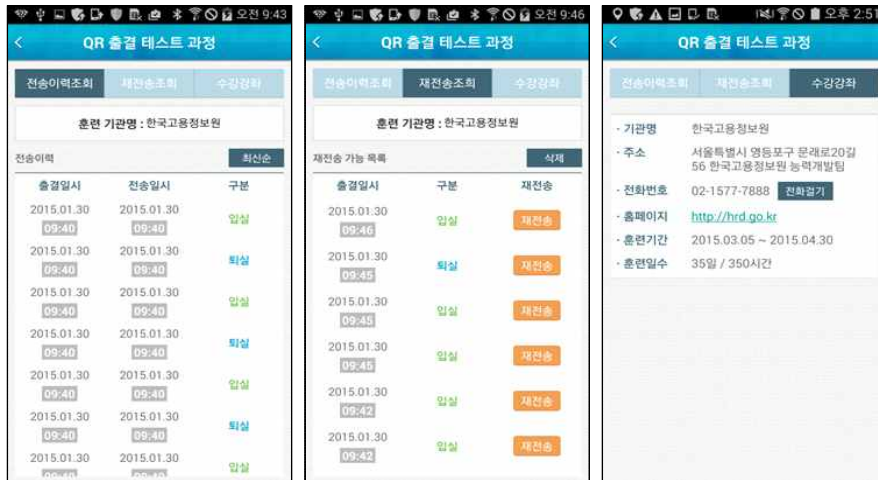 오전 9:43
QR 출결 테스트 과정
전송이력조회 재전송조회 수강강좌
훈련 기관명 : 한국고용정보원
전송이력 최신순
출결일시 전송일시 구분
2015.01.30 2015.01.30
09:40 09:40 입실
2015.01.30 2015.01.30
09:40 09:40 퇴실
2015.01.30 2015.01.30
09:40 09:40 입실
2015.01.30 2015.01.30
09:40 09:40 퇴실
2015.01.30 2015.01.30
09:40 09:40 입실
2015.01.30 2015.01.30
09:40 09:40 퇴실
2015.01.30 2015.01.30
09:40 09:40 입실
오전 9:46
QR 출결 테스트 과정
전송이력조회 재전송조회 수강강좌
훈련 기관명 : 한국고용정보원
재전송 가능 목록 삭제
출결일시 구분 재전송
2015.01.30
09:46 입실 재전송
2015.01.30
09:45 퇴실 재전송
2015.01.30
09:45 입실 재전송
2015.01.30
09:45 입실 재전송
2015.01.30
09:42 입실 재전송
2015.01.30
09:42 입실 재전송
오후 2:51
QR 출결 테스트 과정
전송이력조회 재전송조회 수강강좌
· 기관명 한국고용정보원
· 주소 서울특별시 영등포구 문래로20길
56 한국고용정보원 능력개발팀
· 전화번호 02-1577-7888 전화걸기
· 홈페이지 http://hrd.go.kr
· 훈련기간 2015.03.05 ~ 2015.04.30
· 훈련일수 35일 / 350시간